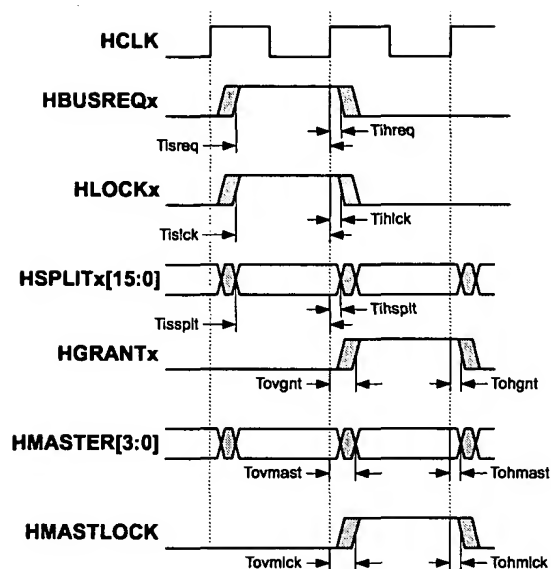 HCLK
HBUSREQx
Tisreq
Tihreq
HLOCKx
Tislck
Tihlck
HSPLITx[15:0]
Tissplt
Tihsplt
HGRANTx
Tovgnt
Tohgnt
HMASTER[3:0]
Tovmast
Tohmast
HMASTLOCK
Tovmlck
Tohmlck